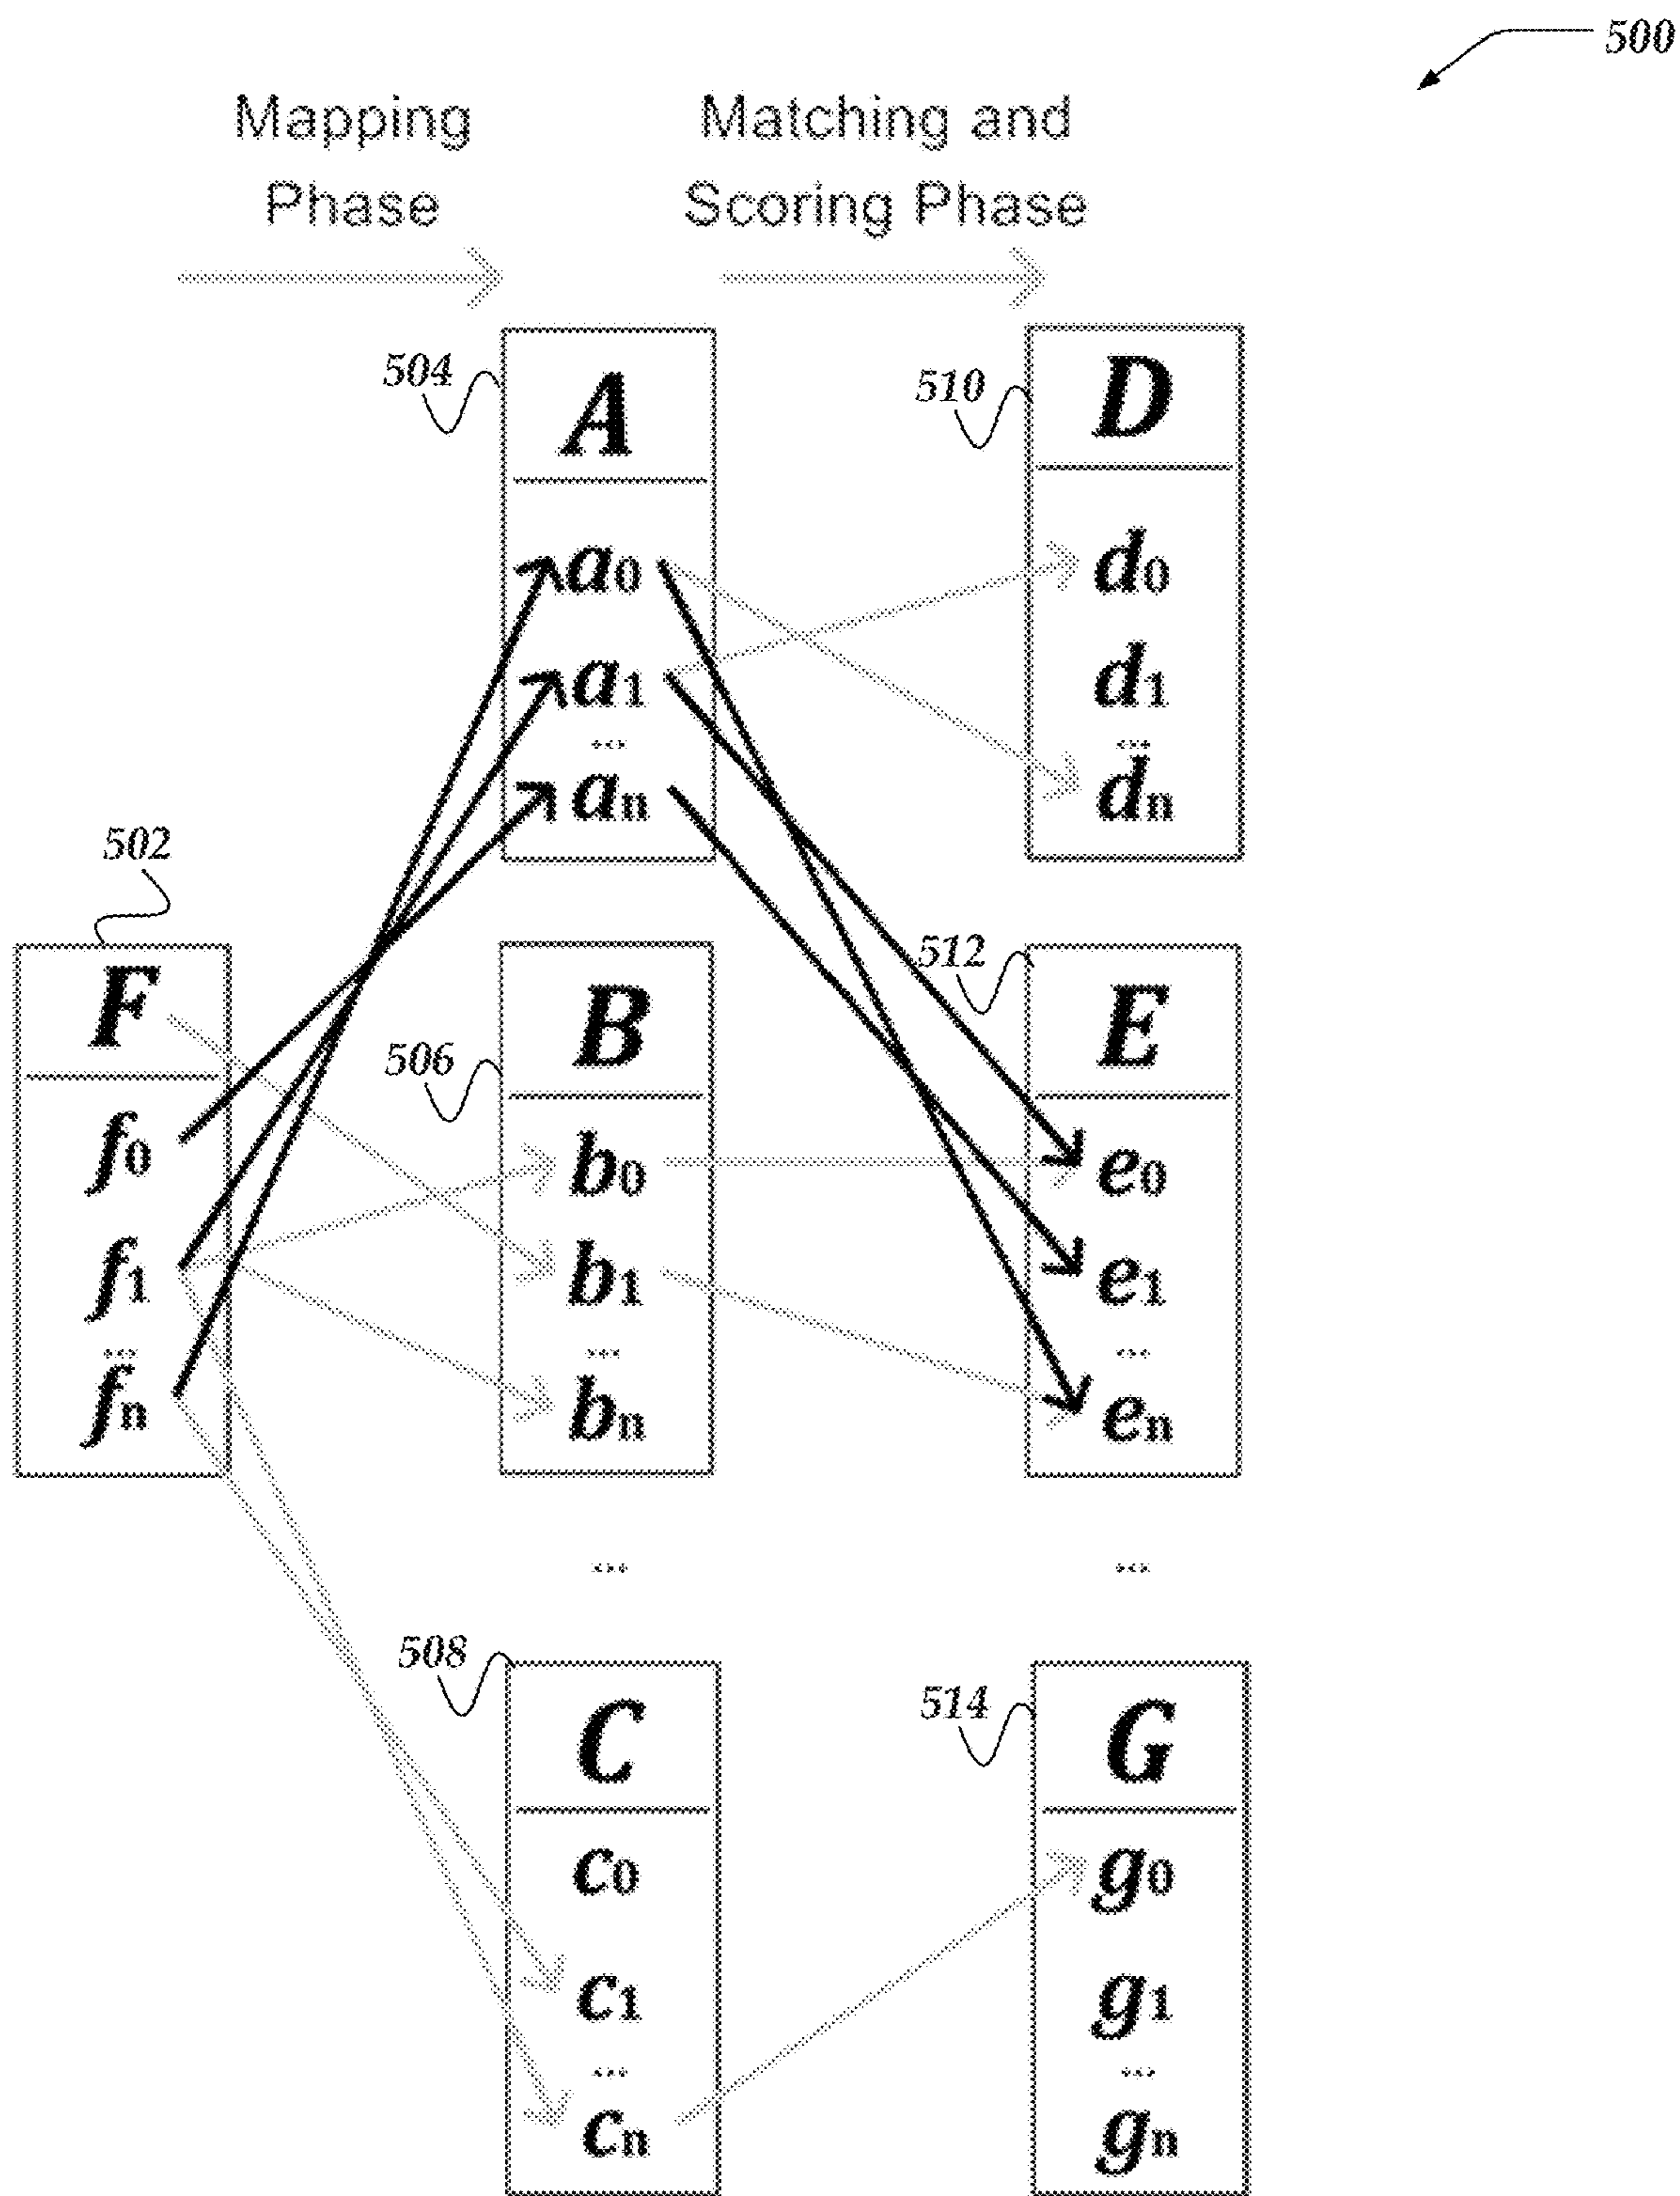 500
Mapping
Phase
Matching and
Scoring Phase
504
A
a0
a1
...
an
510
D
d0
d1
...
dn
502
F
f0
f1
...
fn
506
B
b0
b1
...
bn
512
E
e0
e1
...
en
...
...
508
C
c0
c1
...
cn
514
G
g0
g1
...
gn